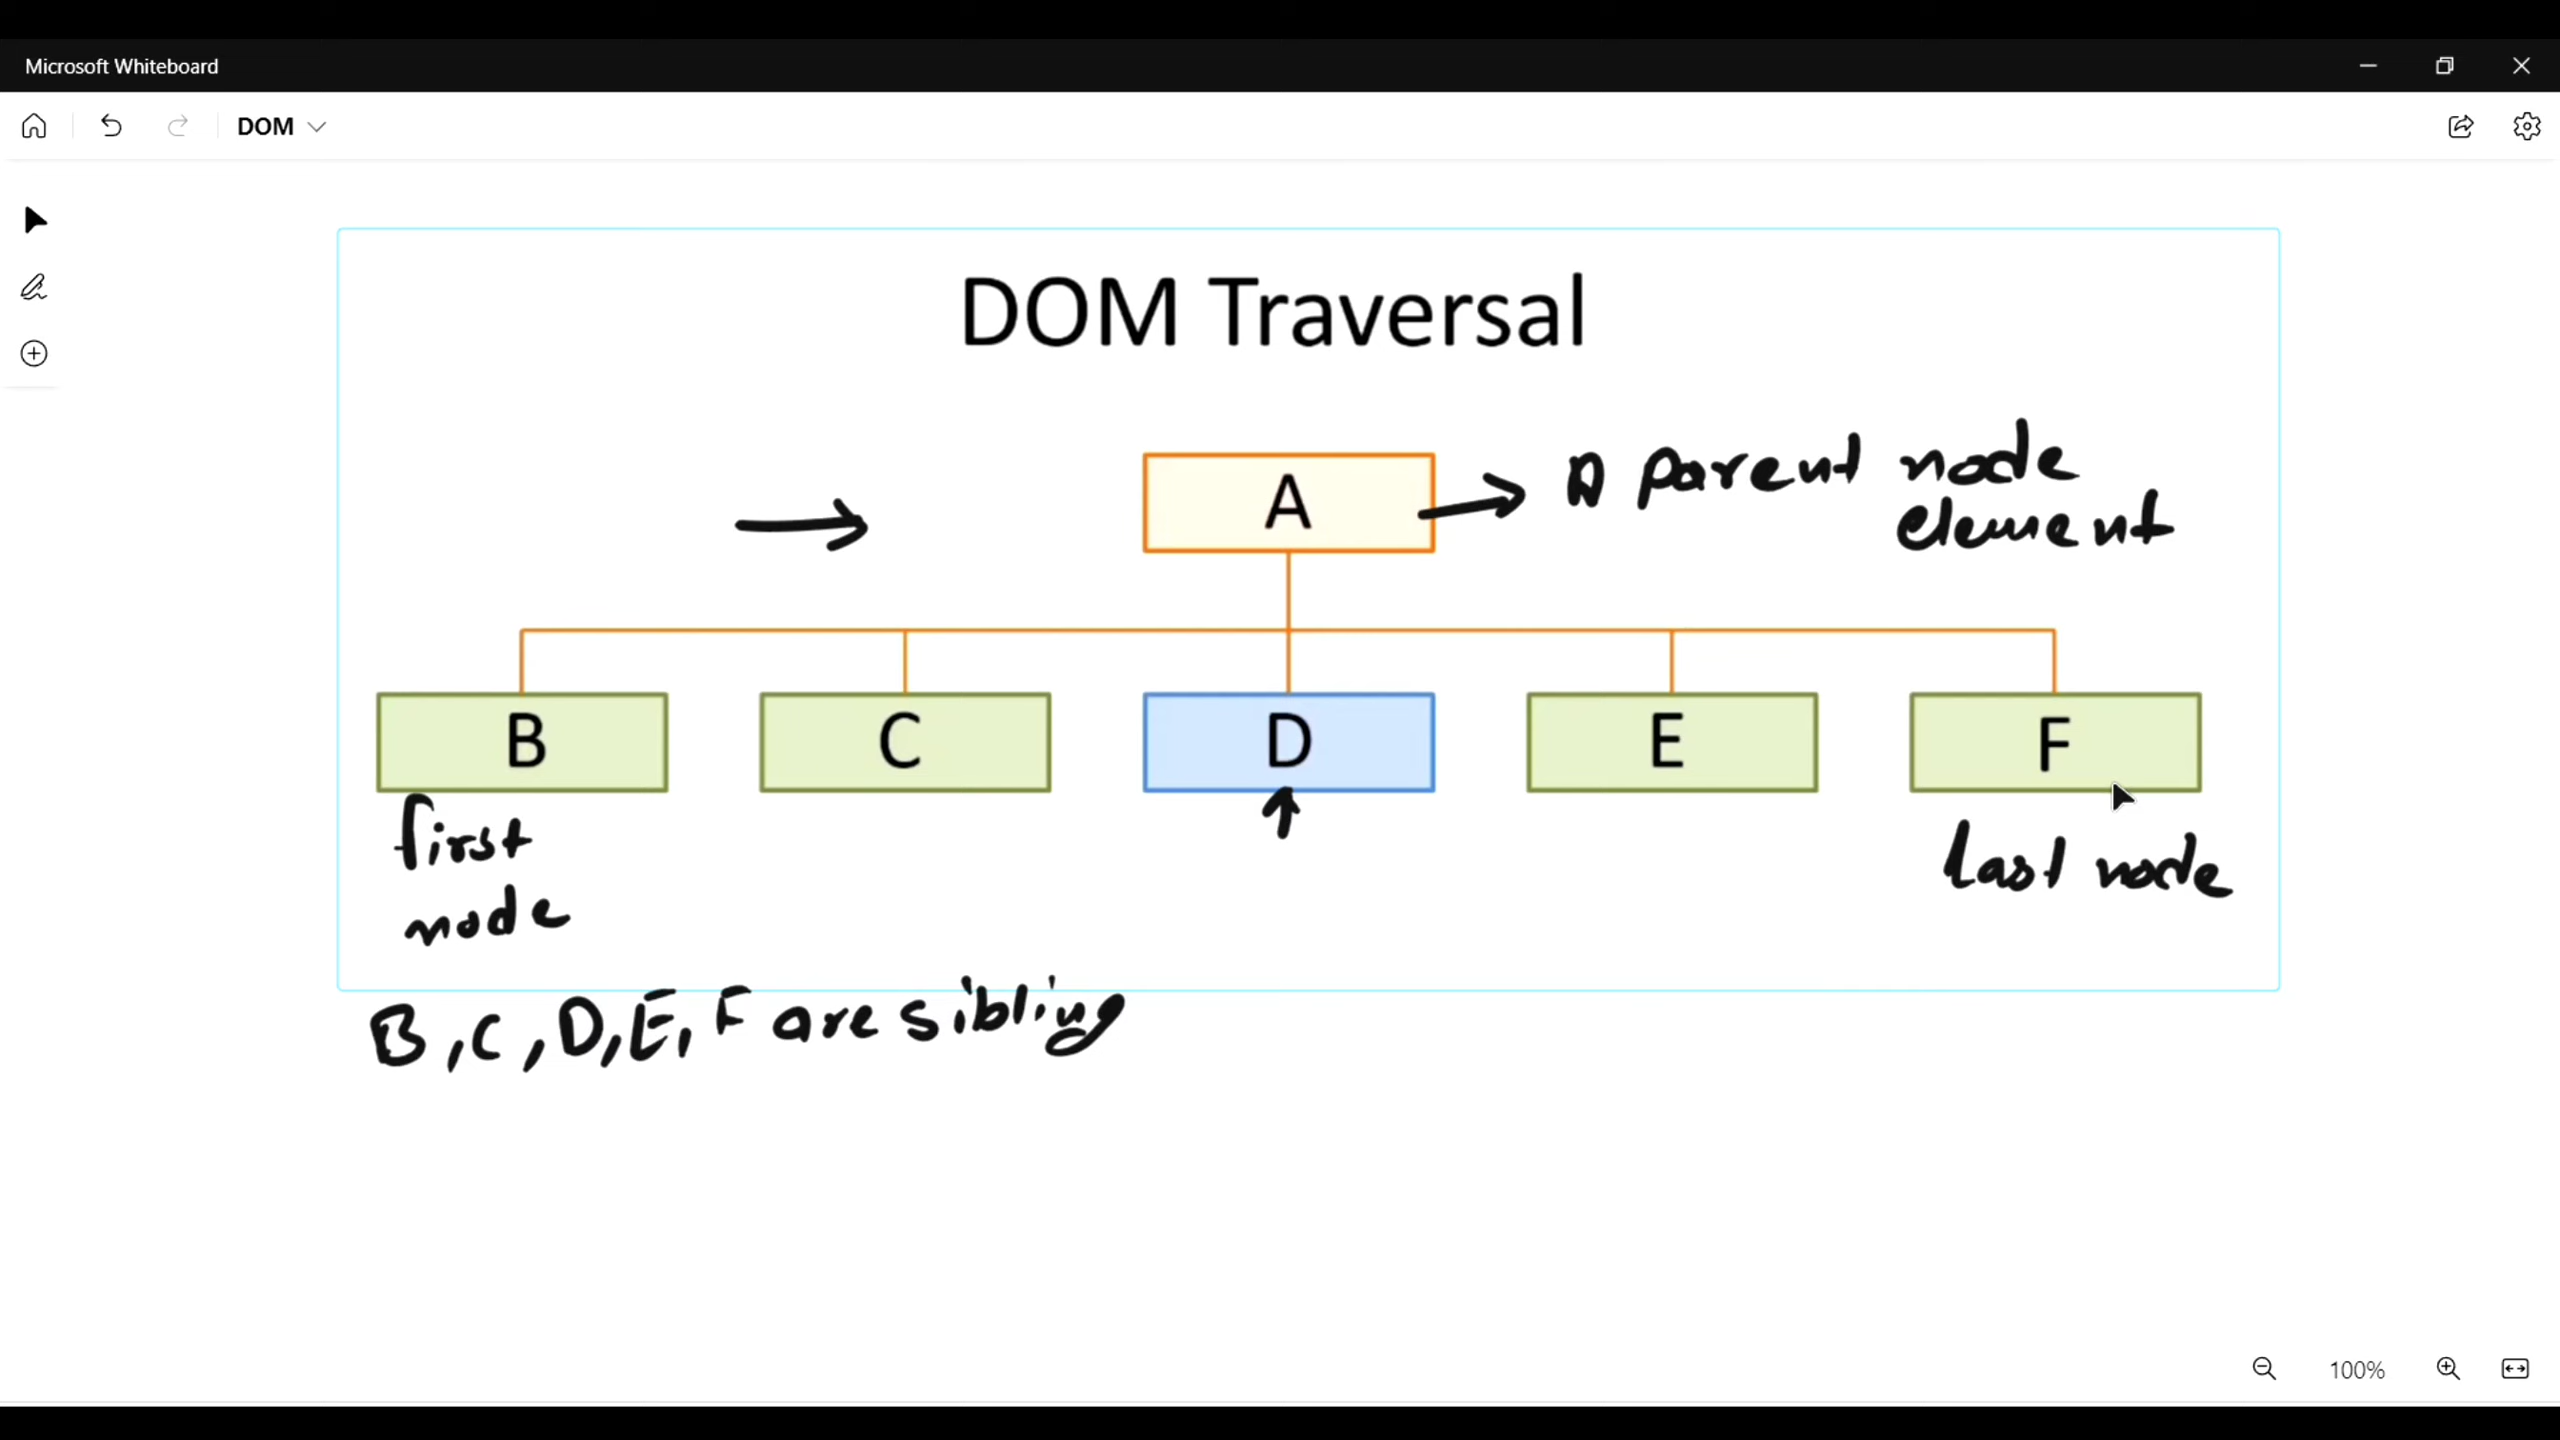 Microsoft Whiteboard
DOM
DOM Traversal
A
parent node
element
B
C
D
E
F
first
node
last node
B, C, D, E, F are sibling
100%